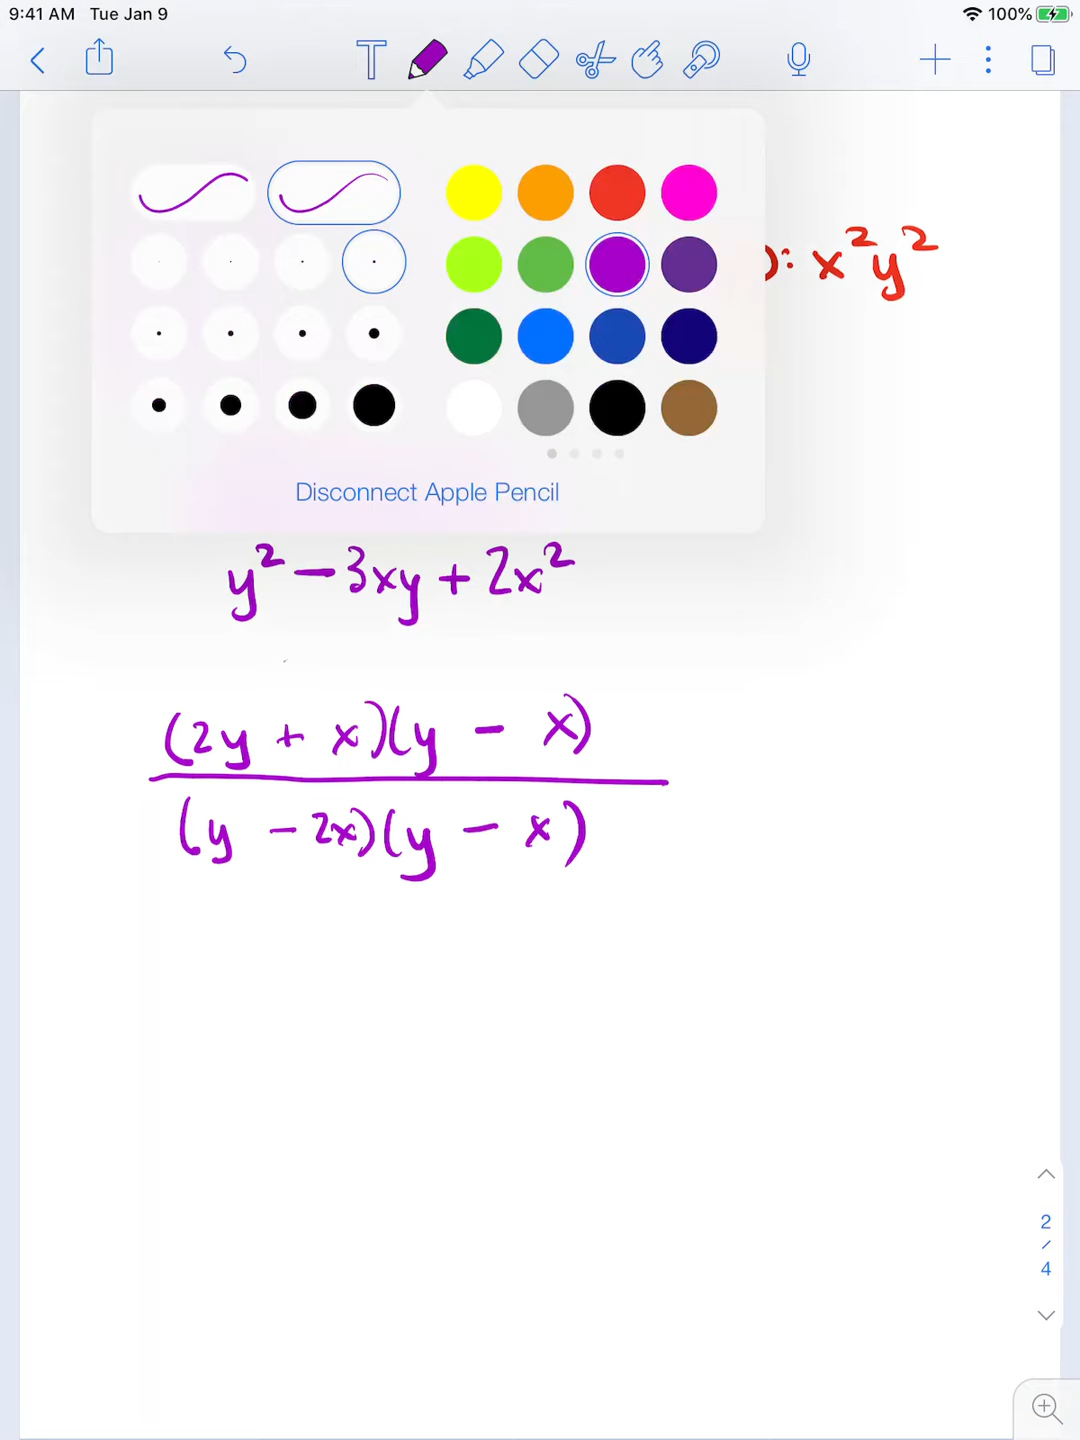 9:41 AM Tue Jan 9 100%
T
): x²y²
Disconnect Apple Pencil
y² - 3xy + 2x²
(2y + x)(y - x)
(y - 2x)(y - x)
2
/
4